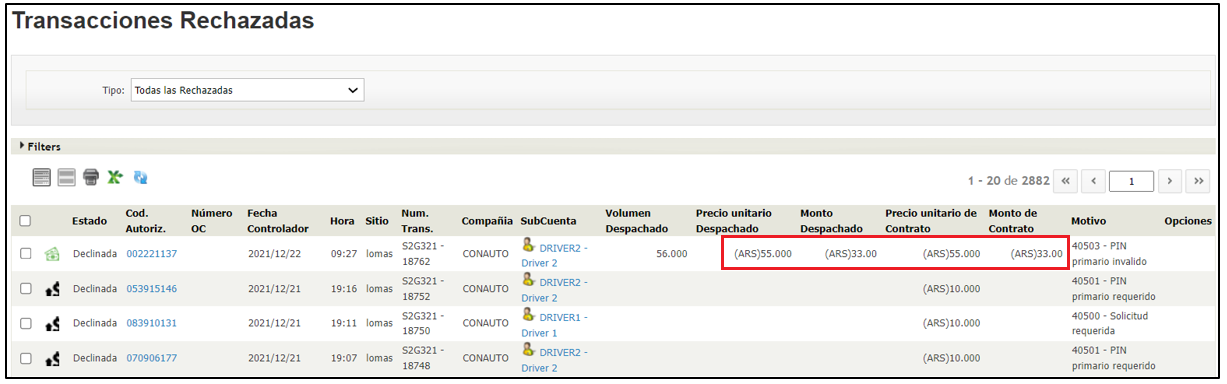 Transacciones Rechazadas
Tipo: Todas las Rechazadas
Filters
1 - 20 de 2882 « ‹ 1 › »
Estado Cod. Autoriz. Número OC Fecha Controlador Hora Sitio Num. Trans. Compañia SubCuenta Volumen Despachado Precio unitario Despachado Monto Despachado Precio unitario de Contrato Monto de Contrato Motivo Opciones
Declinada 002221137 2021/12/22 09:27 lomas S2G321 - 18762 CONAUTO DRIVER2 - Driver 2 56.000 (ARS)55.000 (ARS)33.00 (ARS)55.000 (ARS)33.00 40503 - PIN primario invalido
Declinada 053915146 2021/12/21 19:16 lomas S2G321 - 18752 CONAUTO DRIVER2 - Driver 2 (ARS)10.000 40501 - PIN primario requerido
Declinada 083910131 2021/12/21 19:11 lomas S2G321 - 18750 CONAUTO DRIVER1 - Driver 1 (ARS)10.000 40500 - Solicitud requerida
Declinada 070906177 2021/12/21 19:07 lomas S2G321 - 18748 CONAUTO DRIVER2 - Driver 2 (ARS)10.000 40501 - PIN primario requerido